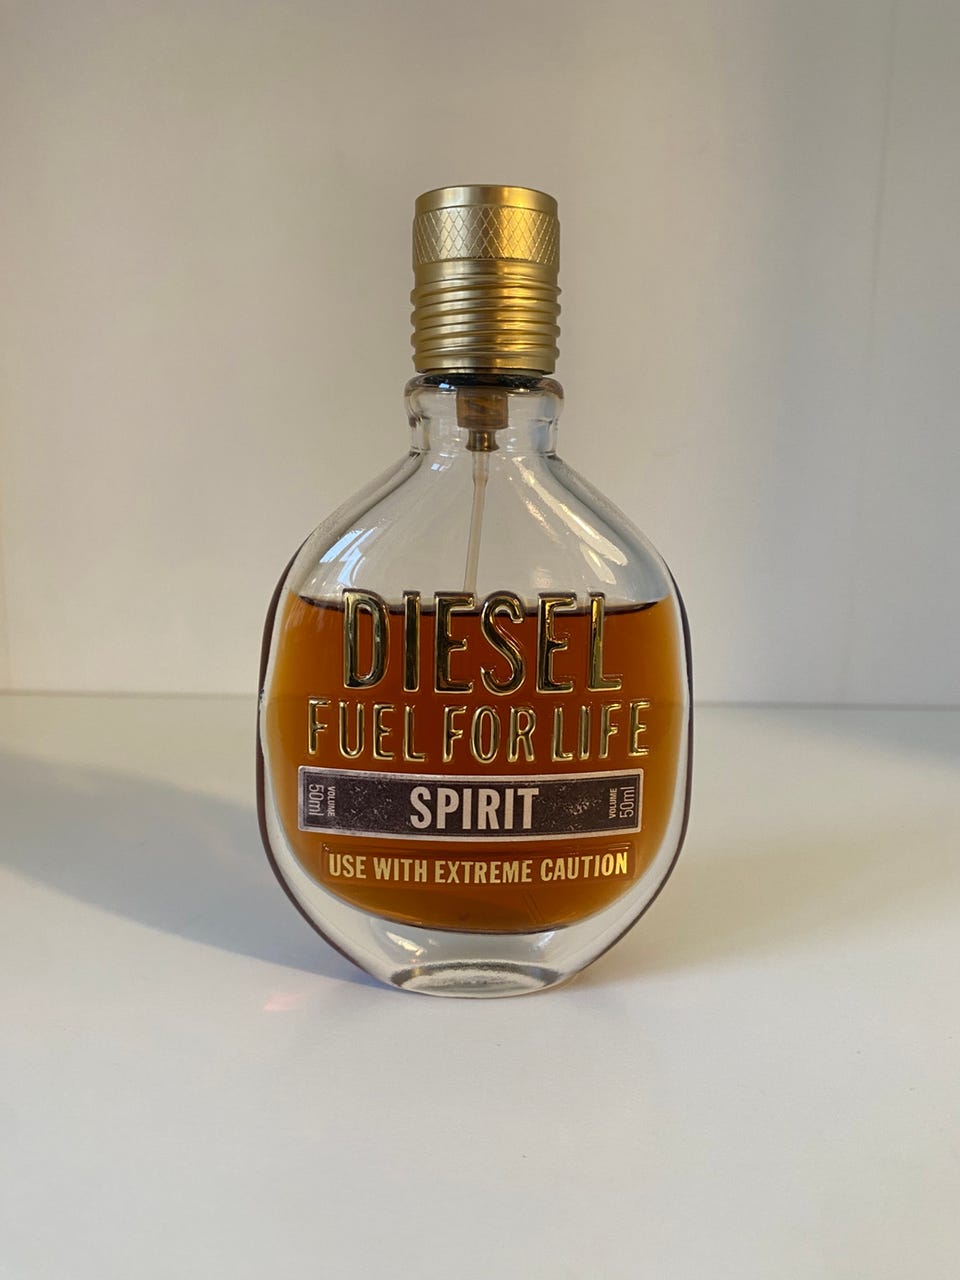 DIESEL
FUEL FOR LIFE
VOLUME
50ml
SPIRIT
VOLUME
50ml
USE WITH EXTREME CAUTION